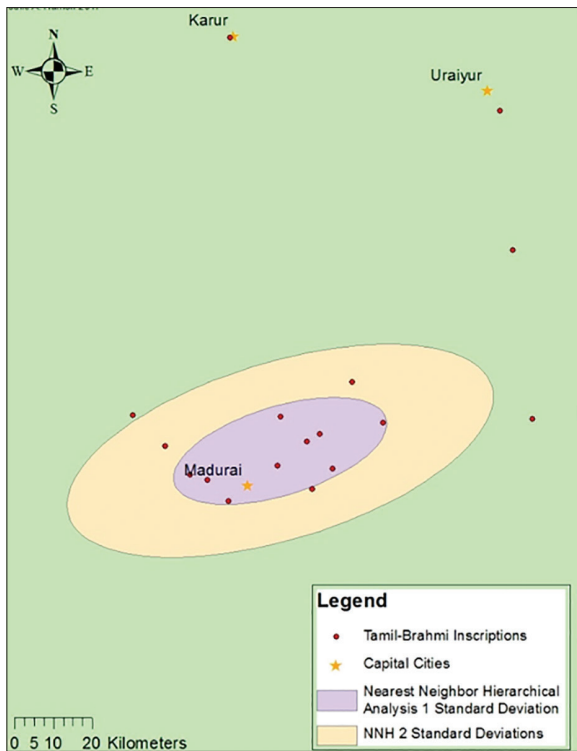 Karur
N
W E
S
Uraiyur
Madurai
Legend
Tamil-Brahmi Inscriptions
Capital Cities
Nearest Neighbor Hierarchical
Analysis 1 Standard Deviation
NNH 2 Standard Deviations
0 5 10 20 Kilometers